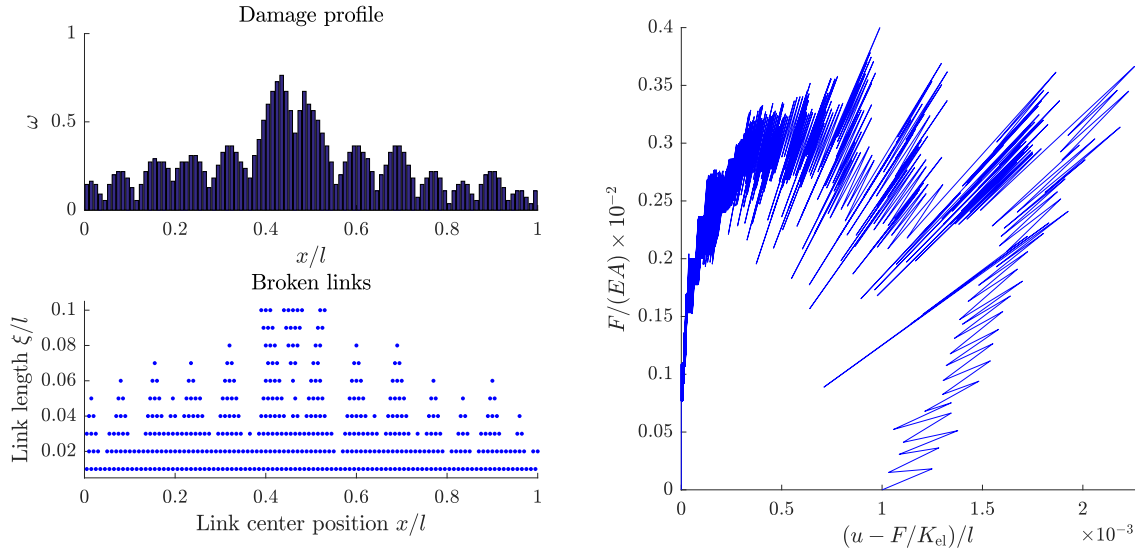 Damage profile
1
0.5
0
ω
0 0.2 0.4 0.6 0.8 1
x/l
Broken links
0.1
0.08
0.06
0.04
0.02
Link length ξ/l
0 0.2 0.4 0.6 0.8 1
Link center position x/l
0.4
0.35
0.3
0.25
0.2
0.15
0.1
0.05
0
F/(EA) × 10⁻²
0 0.5 1 1.5 2
×10⁻³
(u − F/K_el)/l